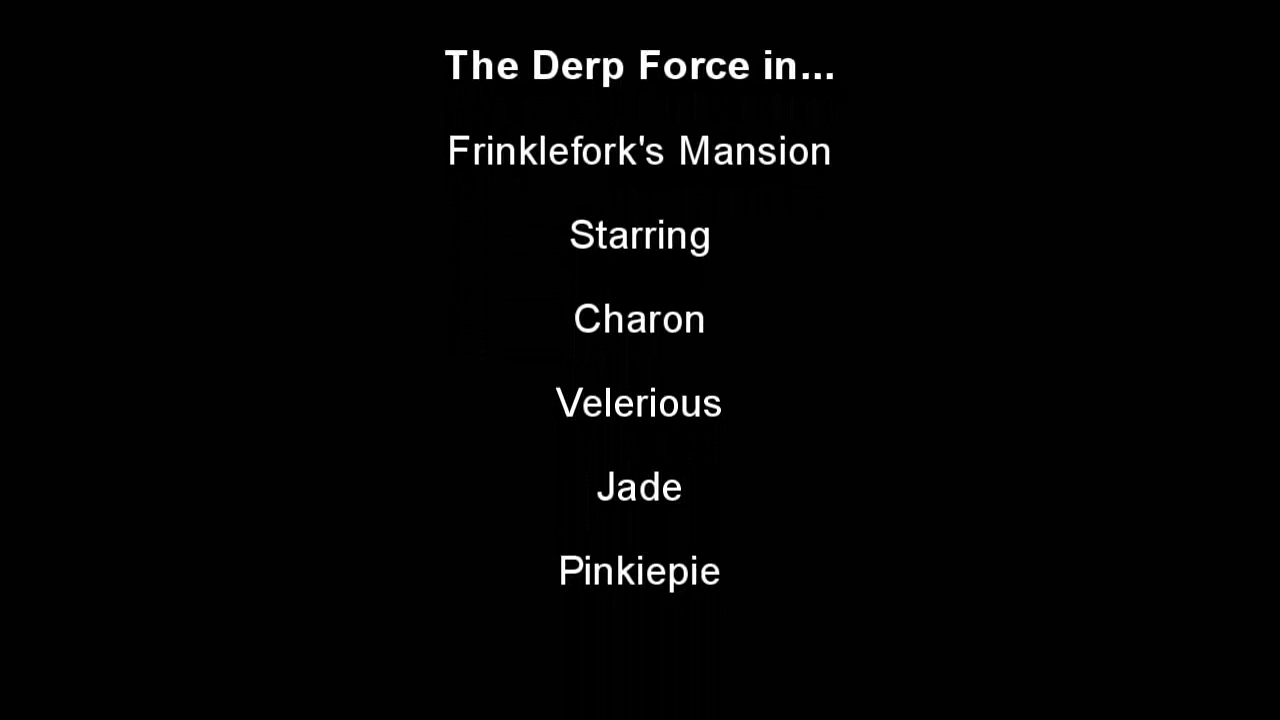 The Derp Force in...
Frinklefork's Mansion
Starring
Charon
Velerious
Jade
Pinkiepie